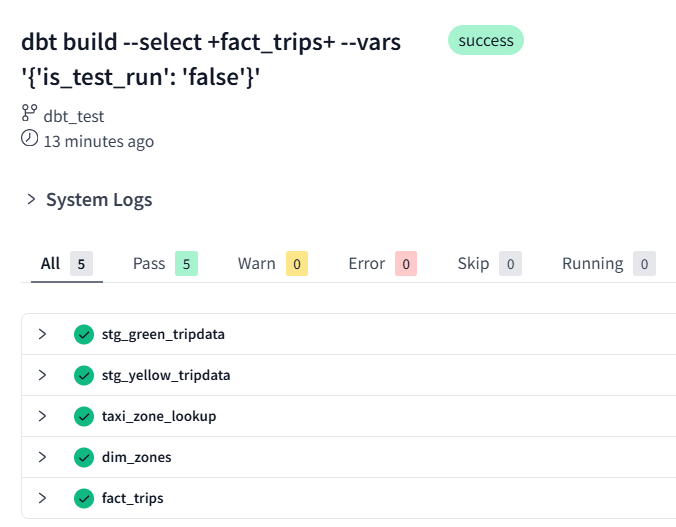 dbt build --select +fact_trips+ --vars
'{'is_test_run': 'false'}'
success
dbt_test
13 minutes ago
System Logs
All 5 Pass 5 Warn 0 Error 0 Skip 0 Running 0
stg_green_tripdata
stg_yellow_tripdata
taxi_zone_lookup
dim_zones
fact_trips